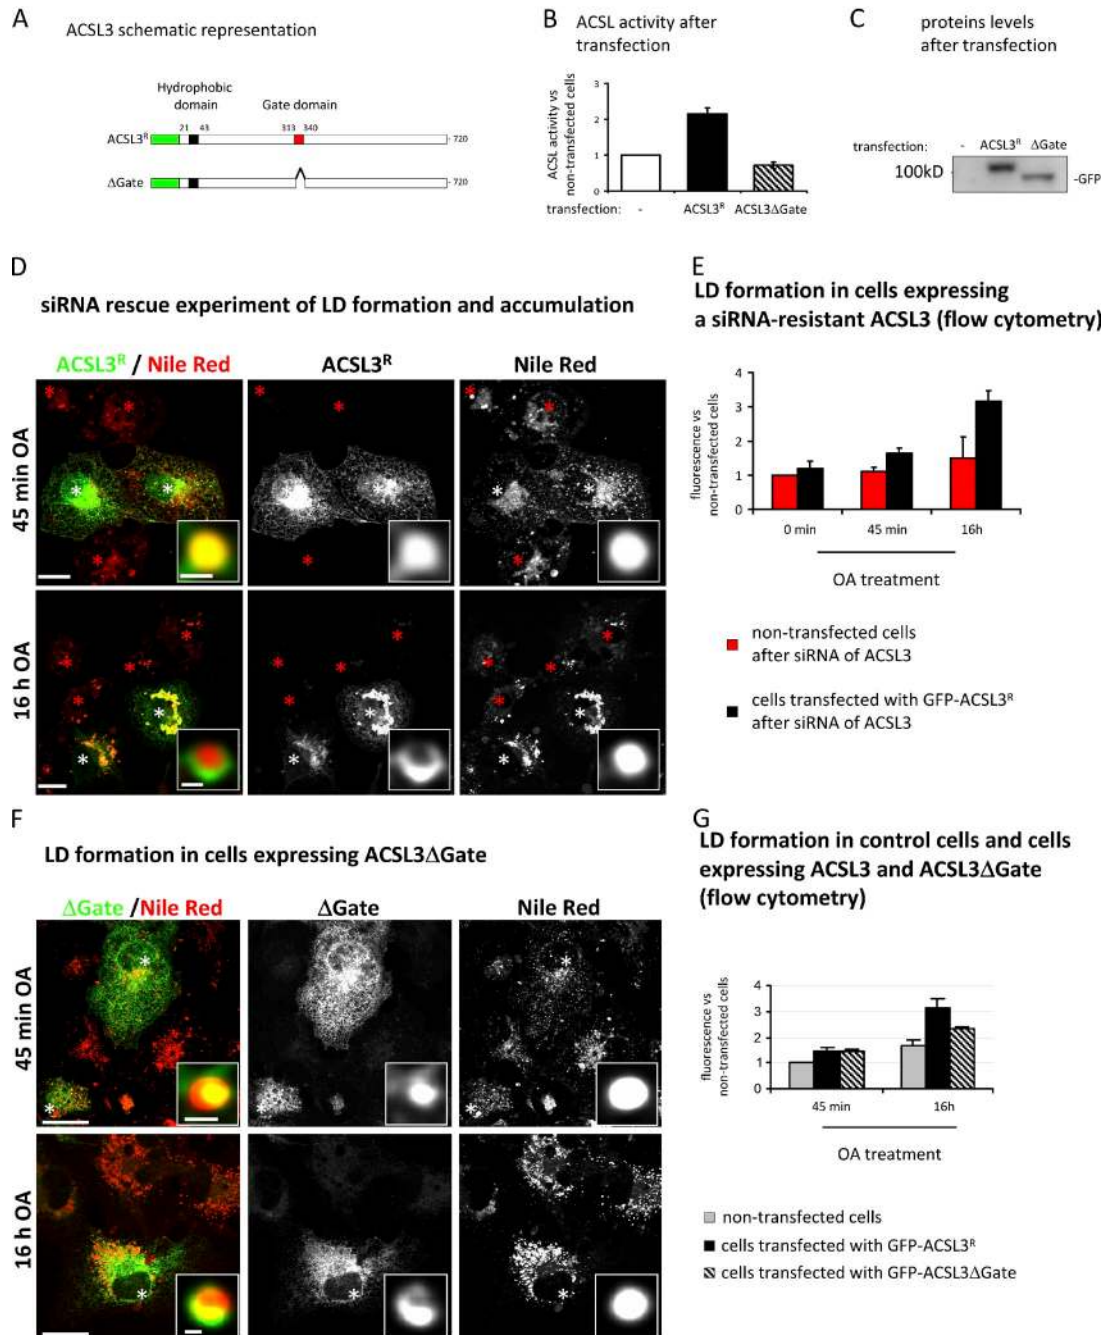 A
ACSL3 schematic representation
Hydrophobic
domain
Gate domain
21 43 313 340
ACSL3R -720
ΔGate -720
B
ACSL activity after
transfection
ACSL activity vs
non-transfected cells
3
2
1
0
transfection: - ACSL3R ACSL3ΔGate
C
proteins levels
after transfection
transfection: - ACSL3R ΔGate
100kD -GFP
D
siRNA rescue experiment of LD formation and accumulation
ACSL3R / Nile Red ACSL3R Nile Red
45 min OA
16 h OA
E
LD formation in cells expressing
a siRNA-resistant ACSL3 (flow cytometry)
fluorescence vs
non-transfected cells
4
3
2
1
0
0 min 45 min 16h
OA treatment
non-transfected cells
after siRNA of ACSL3
cells transfected with GFP-ACSL3R
after siRNA of ACSL3
F
LD formation in cells expressing ACSL3ΔGate
ΔGate /Nile Red ΔGate Nile Red
45 min OA
16 h OA
G
LD formation in control cells and cells
expressing ACSL3 and ACSL3ΔGate
(flow cytometry)
fluorescence vs
non-transfected cells
4
3
2
1
0
45 min 16h
OA treatment
non-transfected cells
cells transfected with GFP-ACSL3R
cells transfected with GFP-ACSL3ΔGate